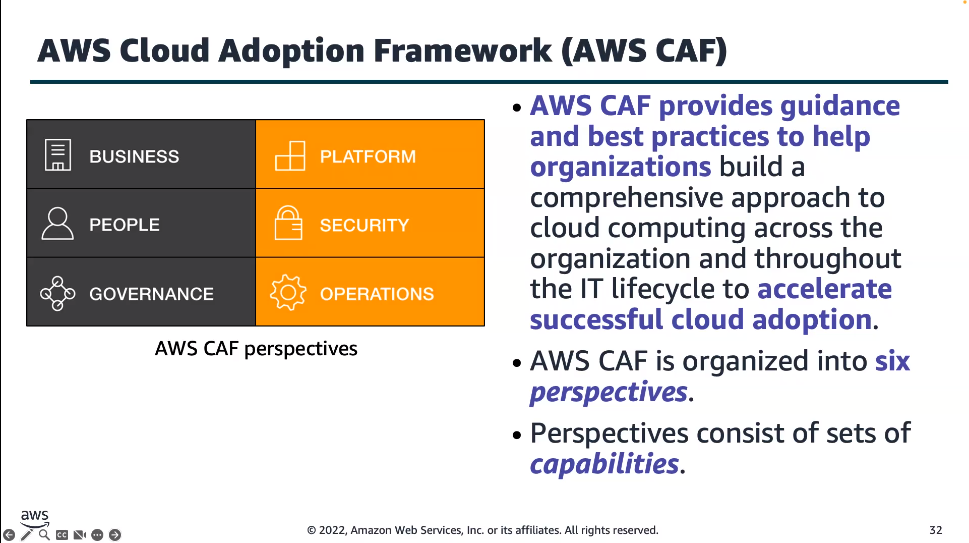 AWS Cloud Adoption Framework (AWS CAF)
BUSINESS
PLATFORM
PEOPLE
SECURITY
GOVERNANCE
OPERATIONS
AWS CAF perspectives
• AWS CAF provides guidance
and best practices to help
organizations build a
comprehensive approach to
cloud computing across the
organization and throughout
the IT lifecycle to accelerate
successful cloud adoption.
• AWS CAF is organized into six
perspectives.
• Perspectives consist of sets of
capabilities.
aws
CC
© 2022, Amazon Web Services, Inc. or its affiliates. All rights reserved.
32